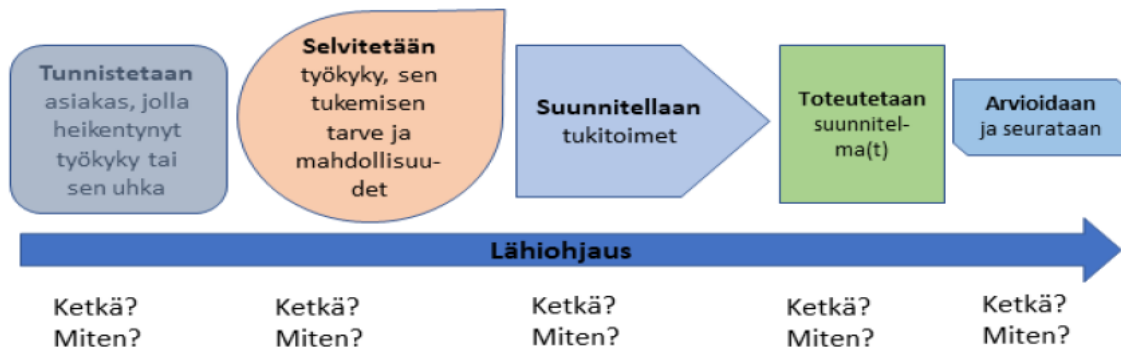 Tunnistetaan
asiakas, jolla
heikentynyt
työkyky tai
sen uhka
Selvitetään
työkyky, sen
tukemisen
tarve ja
mahdollisuu-
det
Suunnitellaan
tukitoimet
Toteutetaan
suunnitel-
ma(t)
Arvioidaan
ja seurataan
Lähiohjaus
Ketkä?
Miten?
Ketkä?
Miten?
Ketkä?
Miten?
Ketkä?
Miten?
Ketkä?
Miten?